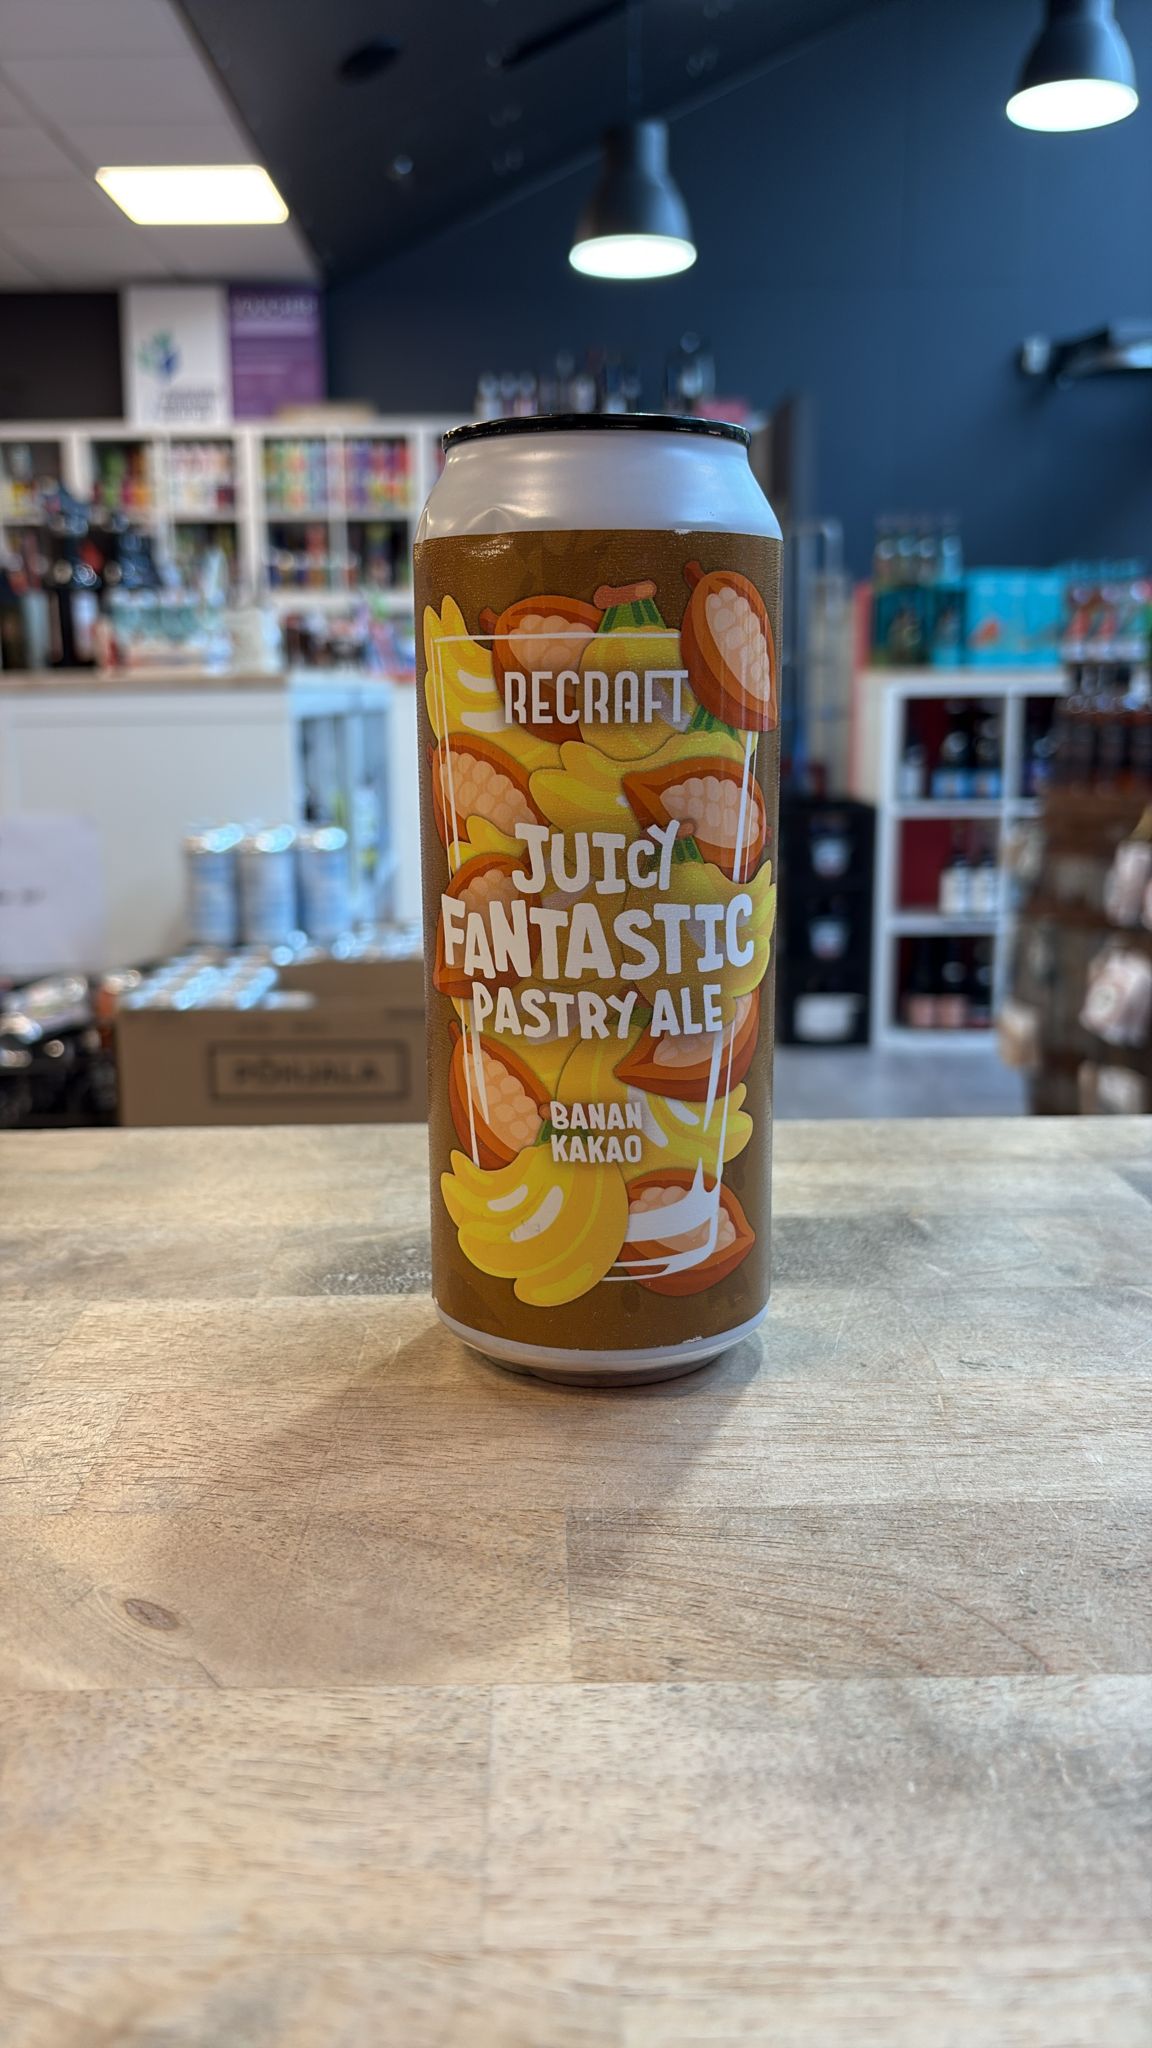 RECRAFT
JUICY
FANTASTIC
PASTRY ALE
BANAN
KAKAO
PÕHJALA